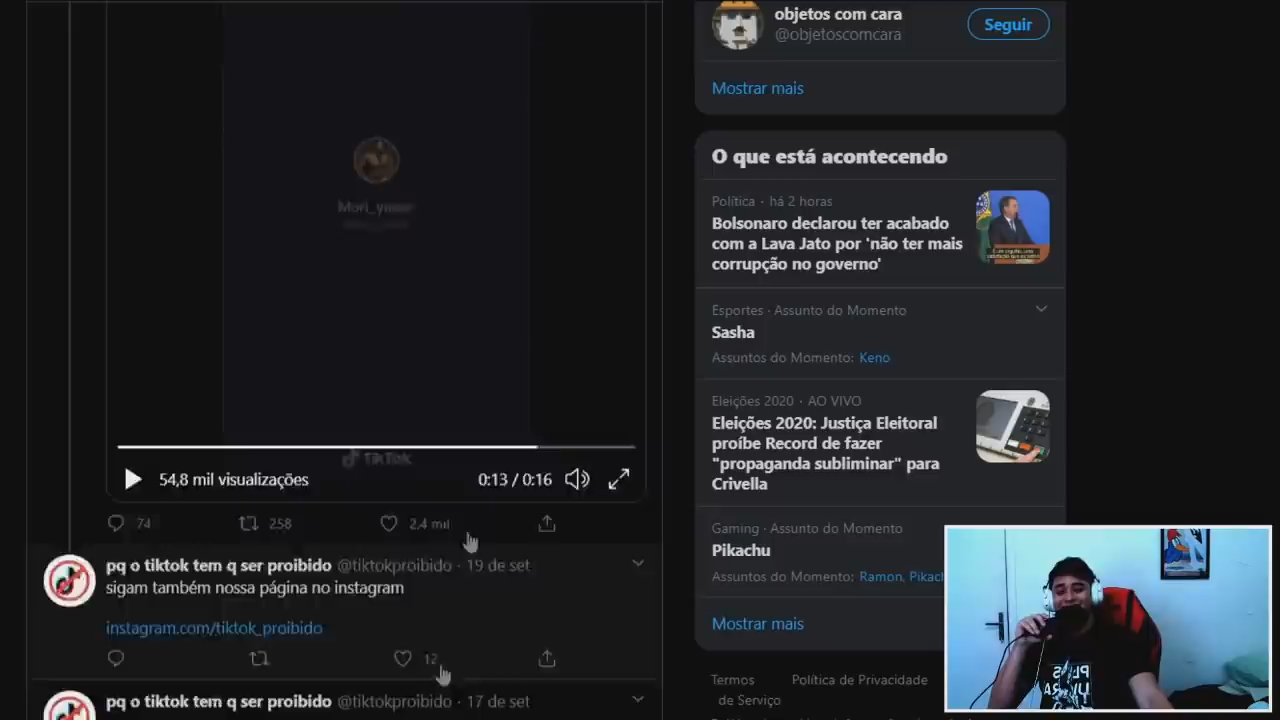 objetos com cara
@objetoscomcara
Seguir
Mostrar mais
O que está acontecendo
Política · há 2 horas
Bolsonaro declarou ter acabado
com a Lava Jato por 'não ter mais
corrupção no governo'
Esportes · Assunto do Momento
Sasha
Assuntos do Momento: Keno
Eleições 2020 · AO VIVO
Eleições 2020: Justiça Eleitoral
proíbe Record de fazer
"propaganda subliminar" para
Crivella
Gaming · Assunto do Momento
Pikachu
Assuntos do Momento: Ramon, Pikach
Mostrar mais
Termos
de Serviço
Política de Privacidade
TikTok
54,8 mil visualizações
0:13 / 0:16
74
258
2.4 mil
pq o tiktok tem q ser proibido @tiktokproibido · 19 de set
sigam também nossa página no instagram
instagram.com/tiktok_proibido
12
pq o tiktok tem q ser proibido @tiktokproibido · 17 de set